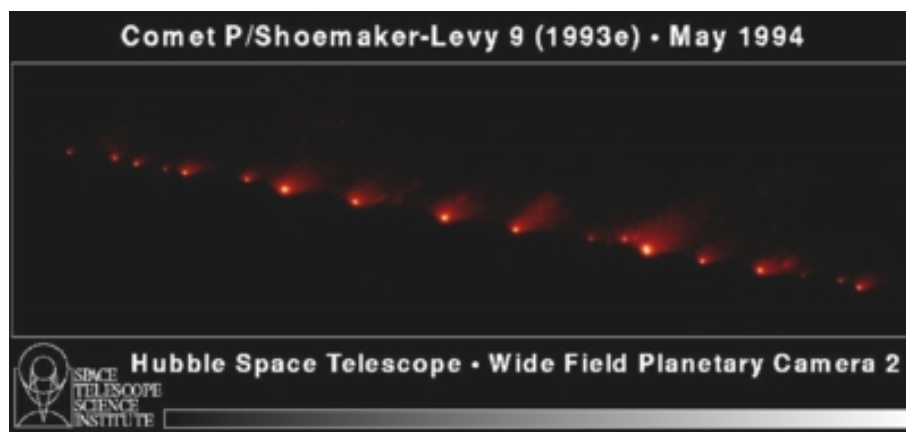 Comet P/Shoemaker-Levy 9 (1993e) • May 1994
Hubble Space Telescope • Wide Field Planetary Camera 2
SPACE
TELESCOPE
SCIENCE
INSTITUTE